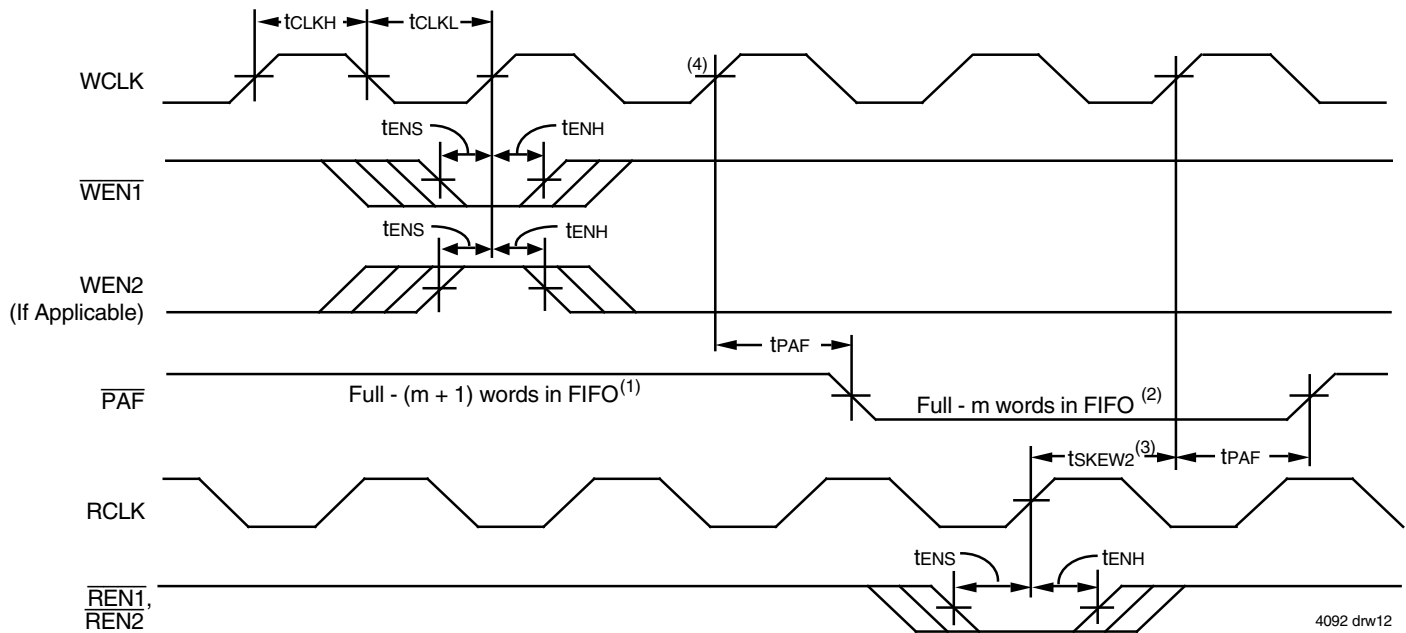 tCLKH tCLKL
WCLK
(4)
tENS tENH
WEN1
tENS tENH
WEN2
(If Applicable)
tPAF
PAF
Full - (m + 1) words in FIFO(1)
Full - m words in FIFO (2)
tSKEW2(3) tPAF
RCLK
tENS tENH
REN1,
REN2
4092 drw12